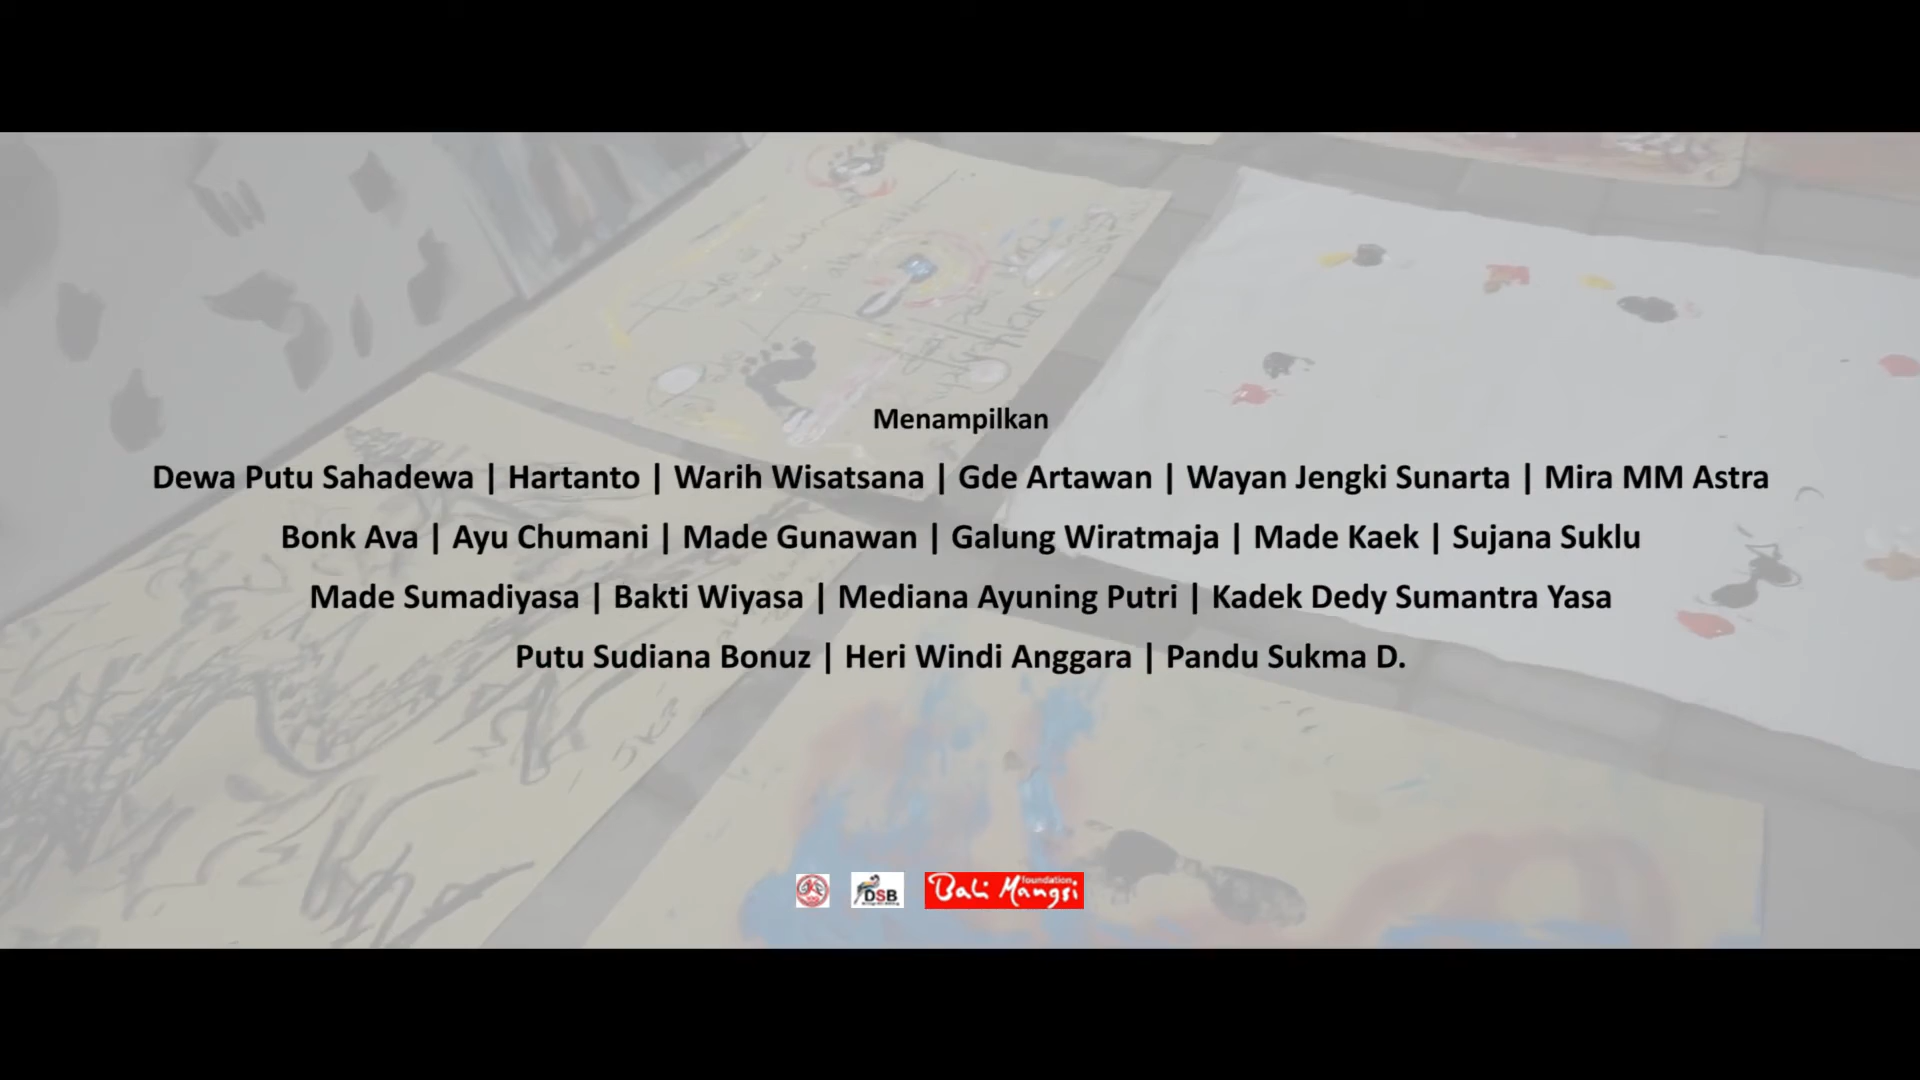 Menampilkan
Dewa Putu Sahadewa | Hartanto | Warih Wisatsana | Gde Artawan | Wayan Jengki Sunarta | Mira MM Astra
Bonk Ava | Ayu Chumani | Made Gunawan | Galung Wiratmaja | Made Kaek | Sujana Suklu
Made Sumadiyasa | Bakti Wiyasa | Mediana Ayuning Putri | Kadek Dedy Sumantra Yasa
Putu Sudiana Bonuz | Heri Windi Anggara | Pandu Sukma D.
DSB
foundation
Bali Mangsi